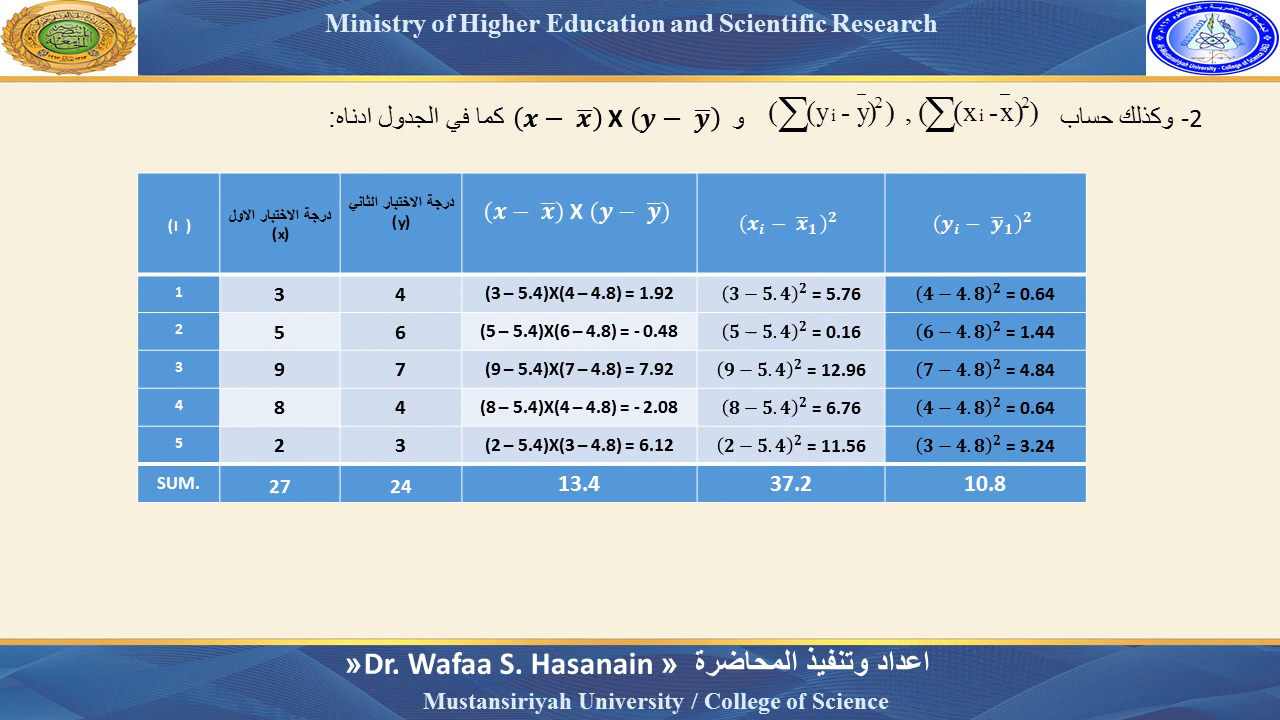 Ministry of Higher Education and Scientific Research
2- وكذلك حساب (∑(yi - y̅)2) , (∑(xi - x̅)2) و (x − x̅) X (y − y̅) كما في الجدول ادناه:
( I ) درجة الاختبار الاول (x) درجة الاختبار الثاني (y) (x − x̅) X (y − y̅) (xi − x̅1)2 (yi − y̅1)2
1 3 4 (3 – 5.4)X(4 – 4.8) = 1.92 (3 − 5.4)2 = 5.76 (4 − 4.8)2 = 0.64
2 5 6 (5 – 5.4)X(6 – 4.8) = - 0.48 (5 − 5.4)2 = 0.16 (6 − 4.8)2 = 1.44
3 9 7 (9 – 5.4)X(7 – 4.8) = 7.92 (9 − 5.4)2 = 12.96 (7 − 4.8)2 = 4.84
4 8 4 (8 – 5.4)X(4 – 4.8) = - 2.08 (8 − 5.4)2 = 6.76 (4 − 4.8)2 = 0.64
5 2 3 (2 – 5.4)X(3 – 4.8) = 6.12 (2 − 5.4)2 = 11.56 (3 − 4.8)2 = 3.24
SUM. 27 24 13.4 37.2 10.8
»Dr. Wafaa S. Hasanain » اعداد وتنفيذ المحاضرة
Mustansiriyah University / College of Science